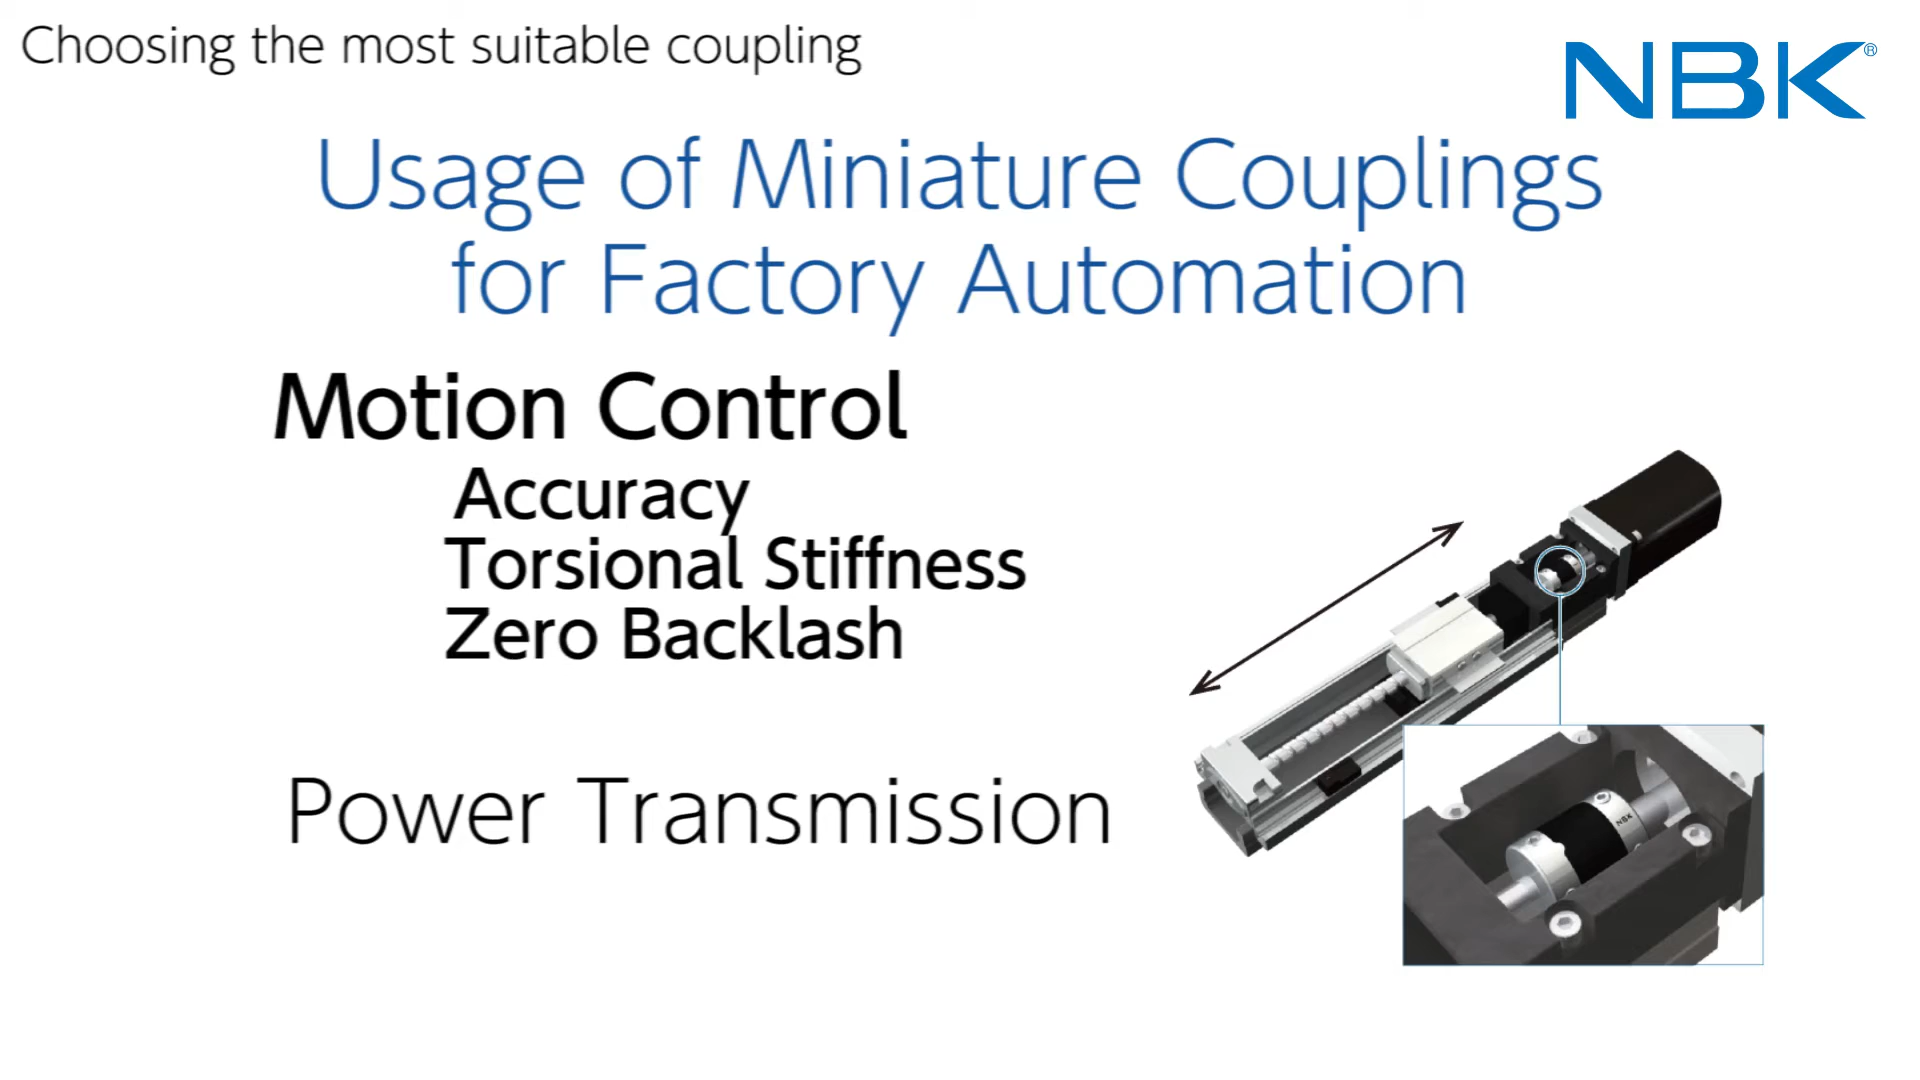 Choosing the most suitable coupling
NBK®
Usage of Miniature Couplings
for Factory Automation
Motion Control
Accuracy
Torsional Stiffness
Zero Backlash
Power Transmission
NBK